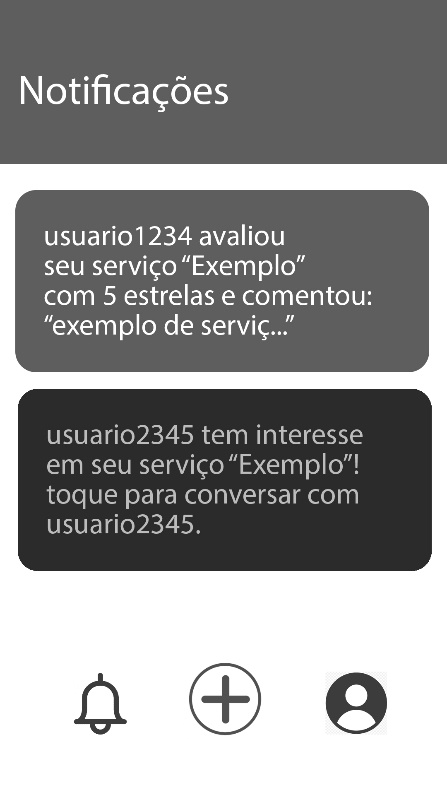 Notificações
usuario1234 avaliou
seu serviço “Exemplo”
com 5 estrelas e comentou:
“exemplo de serviç...”
usuario2345 tem interesse
em seu serviço “Exemplo”!
toque para conversar com
usuario2345.